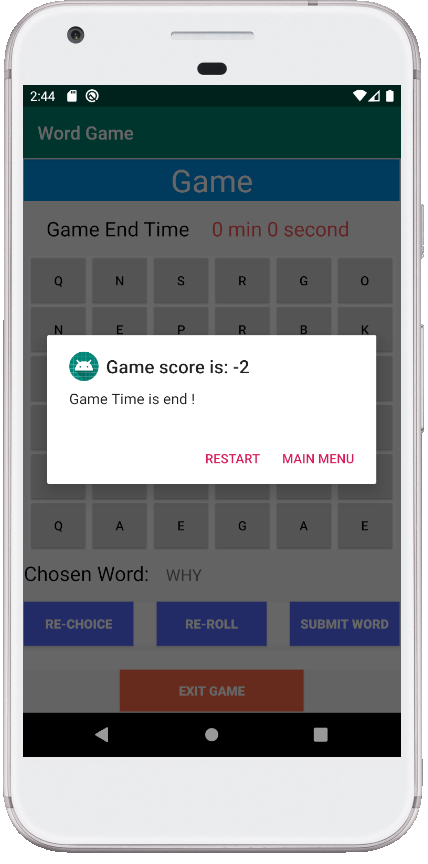 2:44
Word Game
Game
Game End Time 0 min 0 second
Q N S R G O
N E P R B K
Game score is: -2
Game Time is end !
RESTART MAIN MENU
Q A E G A E
Chosen Word: WHY
RE-CHOICE RE-ROLL SUBMIT WORD
EXIT GAME